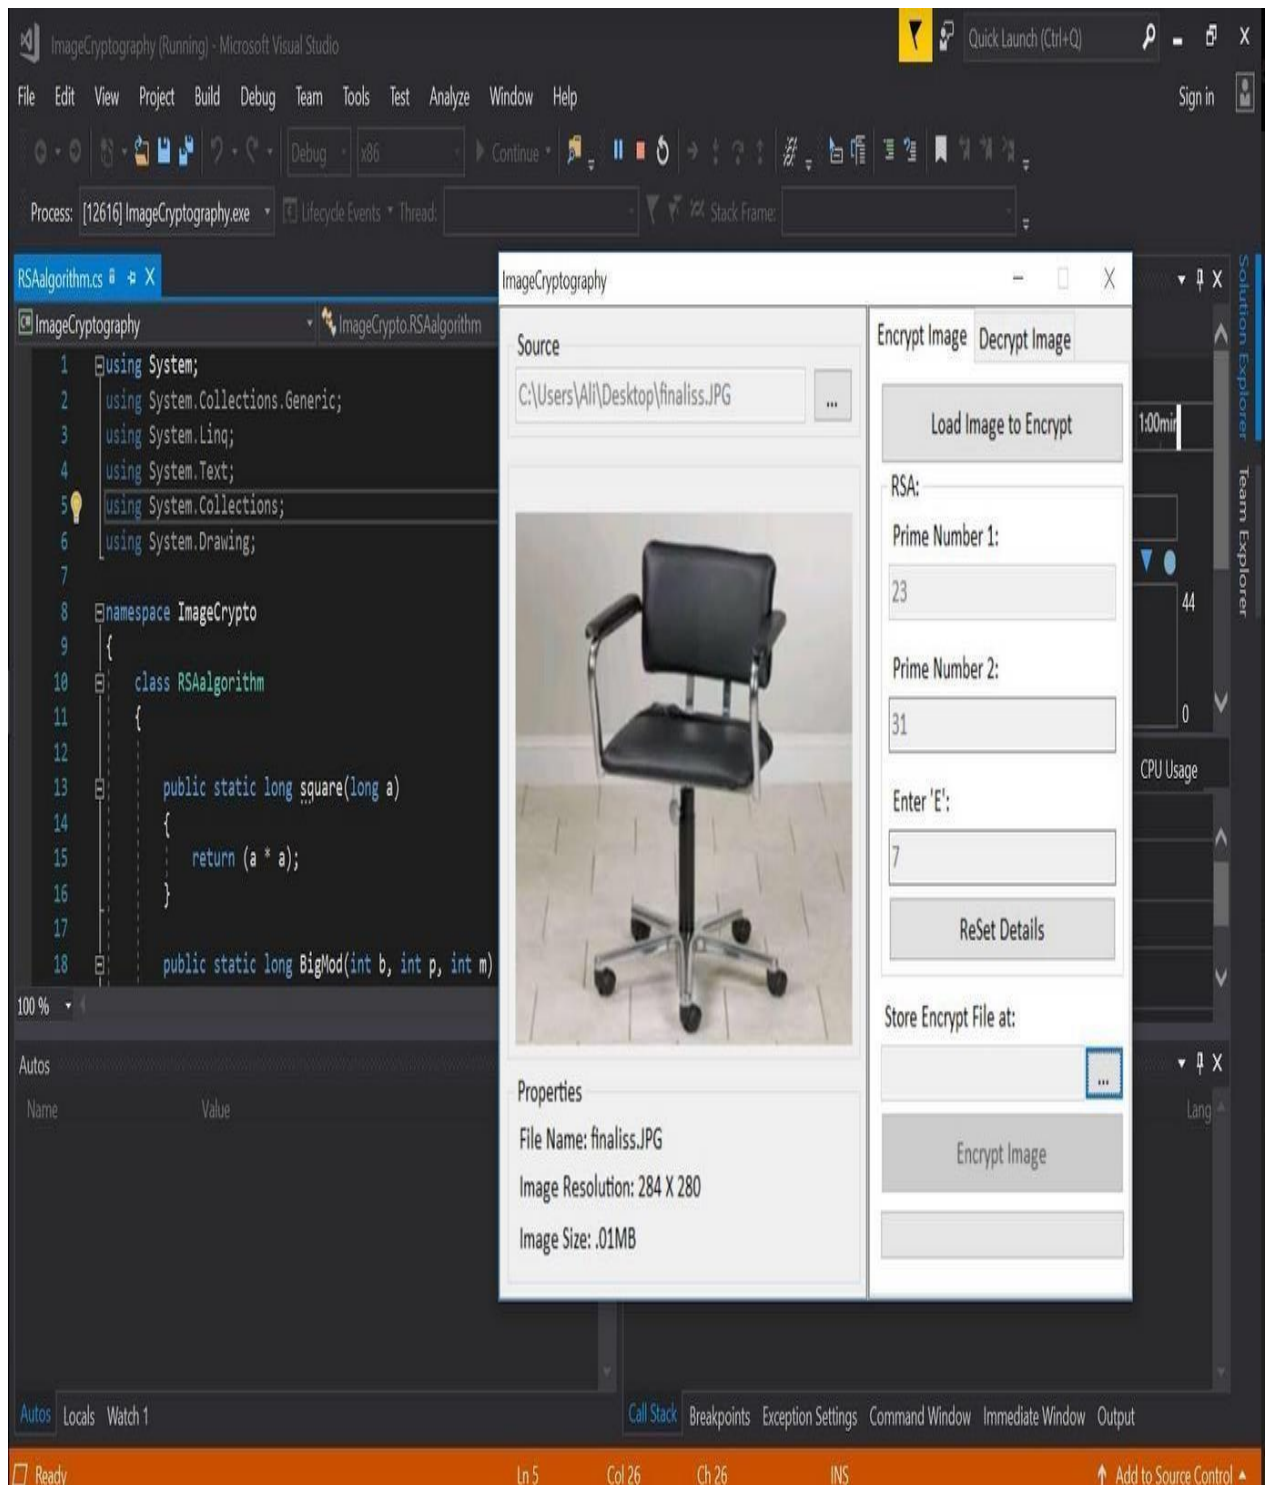 ImageCryptography (Running) - Microsoft Visual Studio
Quick Launch (Ctrl+Q)
File Edit View Project Build Debug Team Tools Test Analyze Window Help
Sign in
Debug x86 Continue
Process: [12616] ImageCryptography.exe Lifecycle Events Thread: Stack Frame:
RSAalgorithm.cs
ImageCryptography ImageCrypto.RSAalgorithm
1 using System;
2 using System.Collections.Generic;
3 using System.Linq;
4 using System.Text;
5 using System.Collections;
6 using System.Drawing;
7
8 namespace ImageCrypto
9 {
10 class RSAalgorithm
11 {
12
13 public static long square(long a)
14 {
15 return (a * a);
16 }
17
18 public static long BigMod(int b, int p, int m)
100 %
ImageCryptography
Source
C:\Users\Ali\Desktop\finaliss.JPG
...
Properties
File Name: finaliss.JPG
Image Resolution: 284 X 280
Image Size: .01MB
Encrypt Image Decrypt Image
Load Image to Encrypt
RSA:
Prime Number 1:
23
Prime Number 2:
31
Enter 'E':
7
ReSet Details
Store Encrypt File at:
...
Encrypt Image
1:00min
44
0
CPU Usage
Solution Explorer
Team Explorer
Autos
Name Value
Lang
Autos Locals Watch 1
Call Stack Breakpoints Exception Settings Command Window Immediate Window Output
Ready Ln 5 Col 26 Ch 26 INS Add to Source Control